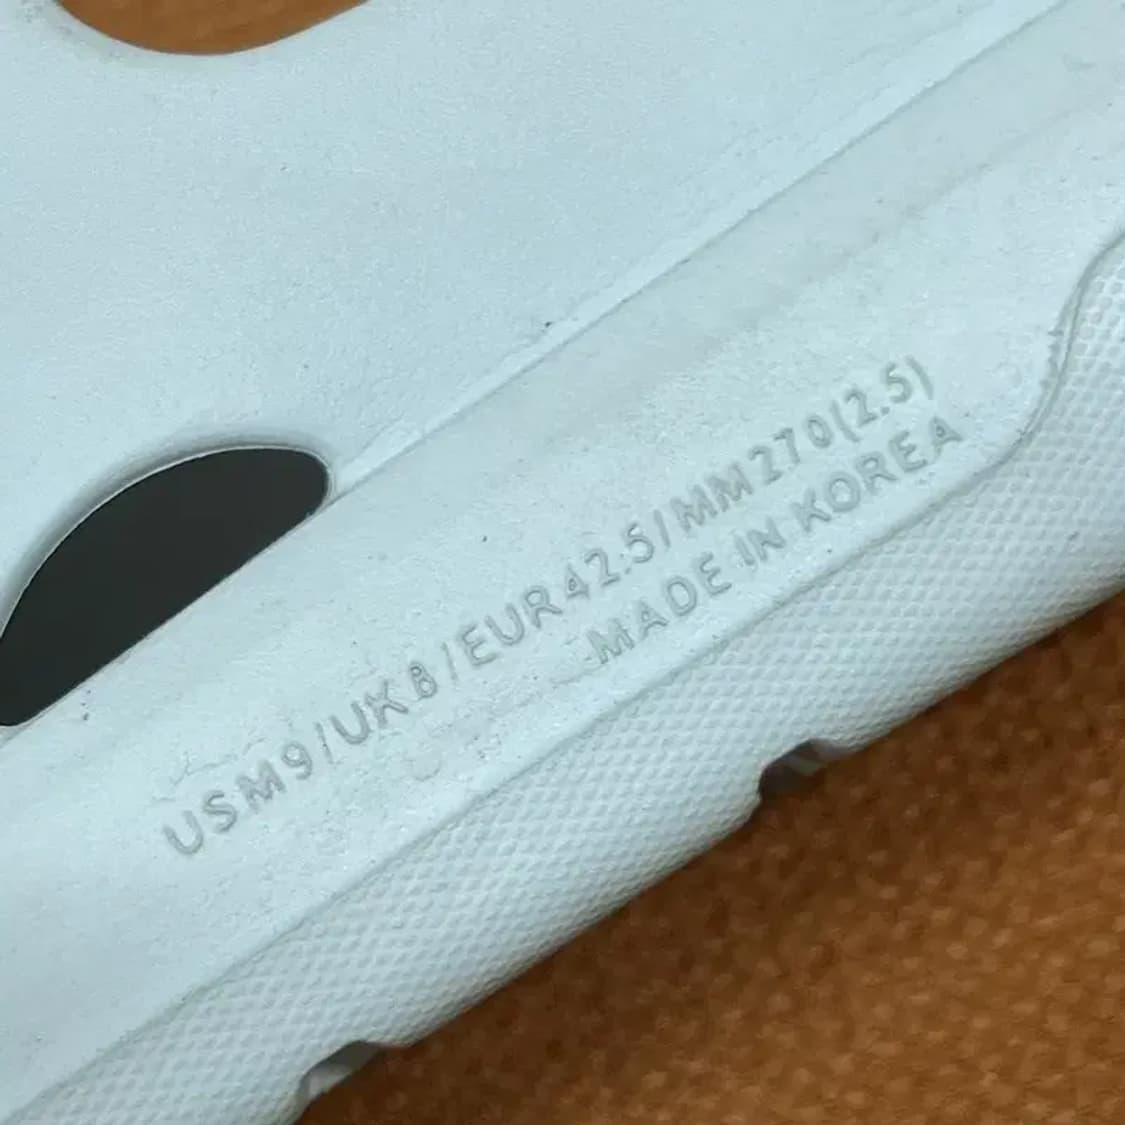 USM9/UK8/EUR42.5/MM270(2.5)
MADE IN KOREA